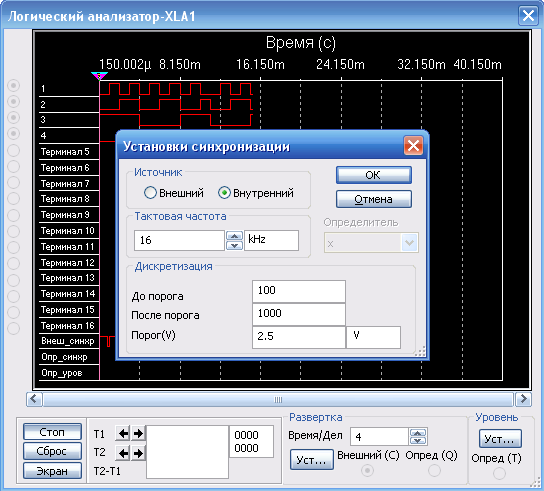 Логический анализатор-XLA1
Время (с)
150.002µ 8.150m 16.150m 24.150m 32.150m 40.150m
1
2
3
4
Терминал 5
Терминал 6
Терминал 7
Терминал 8
Терминал 9
Терминал 10
Терминал 11
Терминал 12
Терминал 13
Терминал 14
Терминал 15
Терминал 16
Внеш_синхр
Опр_синхр
Опр_уров
Установки синхронизации
Источник
Внешний Внутренний
OK
Отмена
Тактовая частота
16 kHz
Определитель
x
Дискретизация
До порога 100
После порога 1000
Порог(V) 2.5 V
Стоп
Сброс
Экран
T1 0000
T2 0000
T2-T1
Развертка
Время/Дел 4
Уст... Внешний (C) Опред (Q)
Уровень
Уст...
Опред (T)